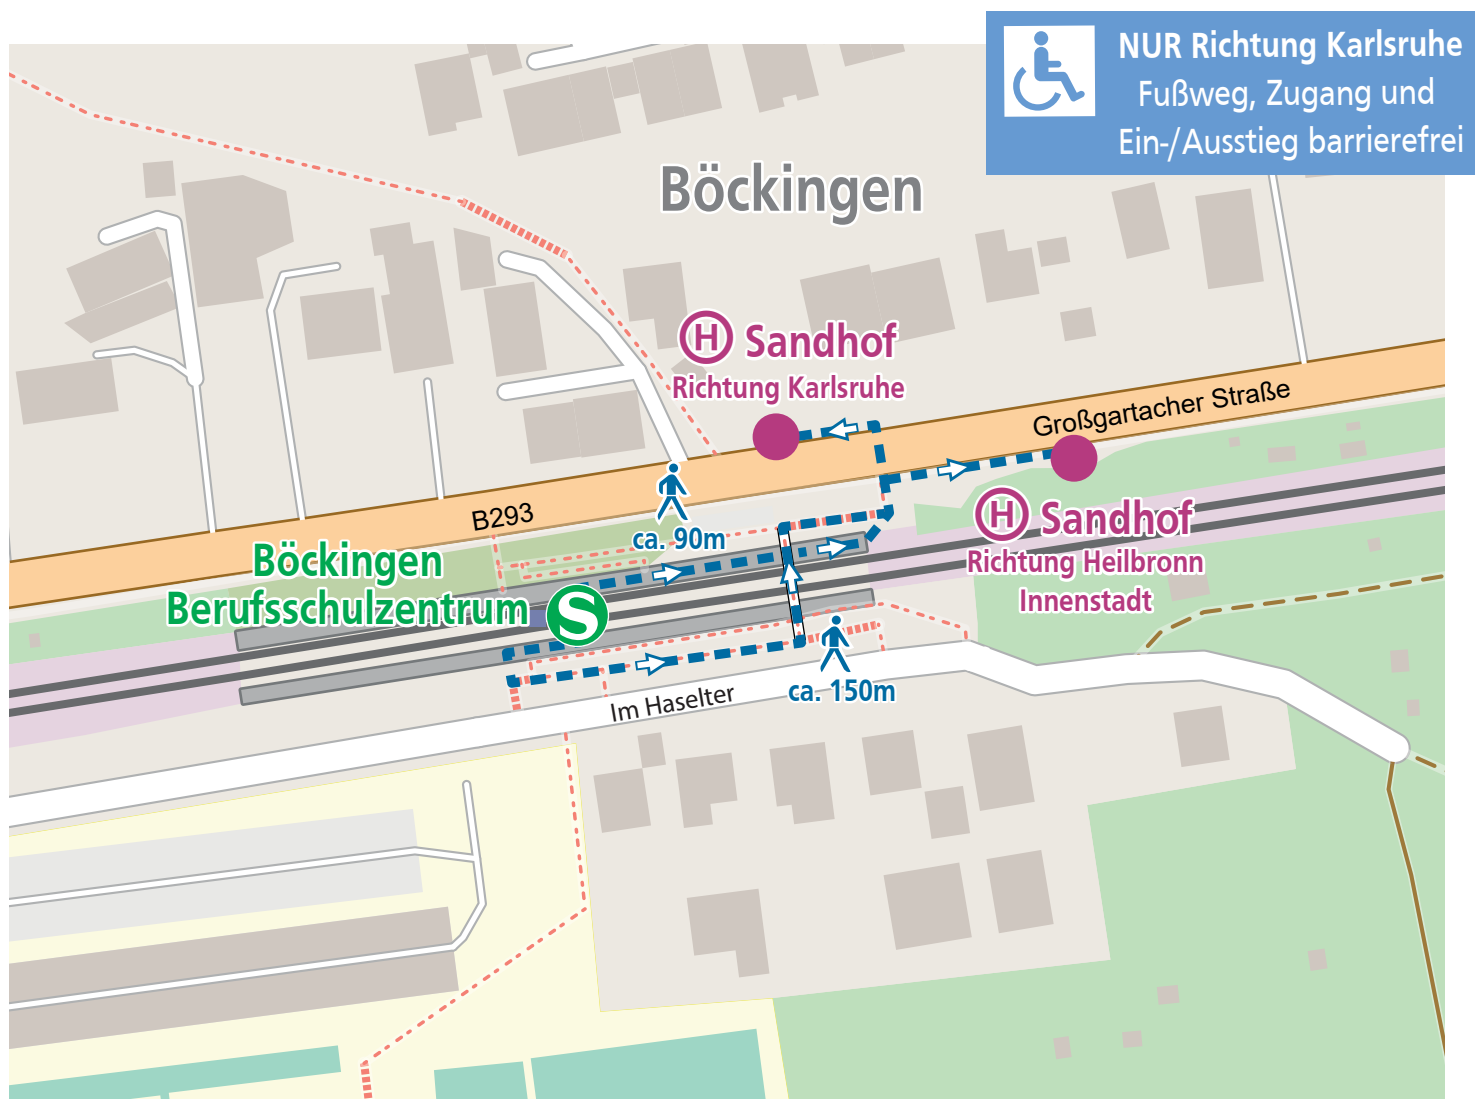 NUR Richtung Karlsruhe
Fußweg, Zugang und
Ein-/Ausstieg barrierefrei
Böckingen
H Sandhof
Richtung Karlsruhe
Großgartacher Straße
B293
ca. 90m
H Sandhof
Richtung Heilbronn
Innenstadt
Böckingen
Berufsschulzentrum S
ca. 150m
Im Haselter